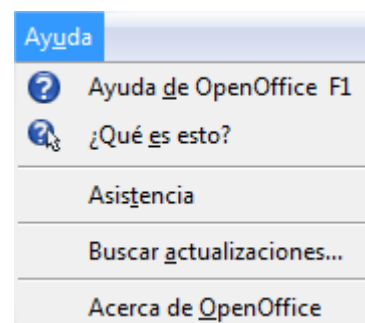 Ayuda
Ayuda de OpenOffice F1
¿Qué es esto?
Asistencia
Buscar actualizaciones...
Acerca de OpenOffice